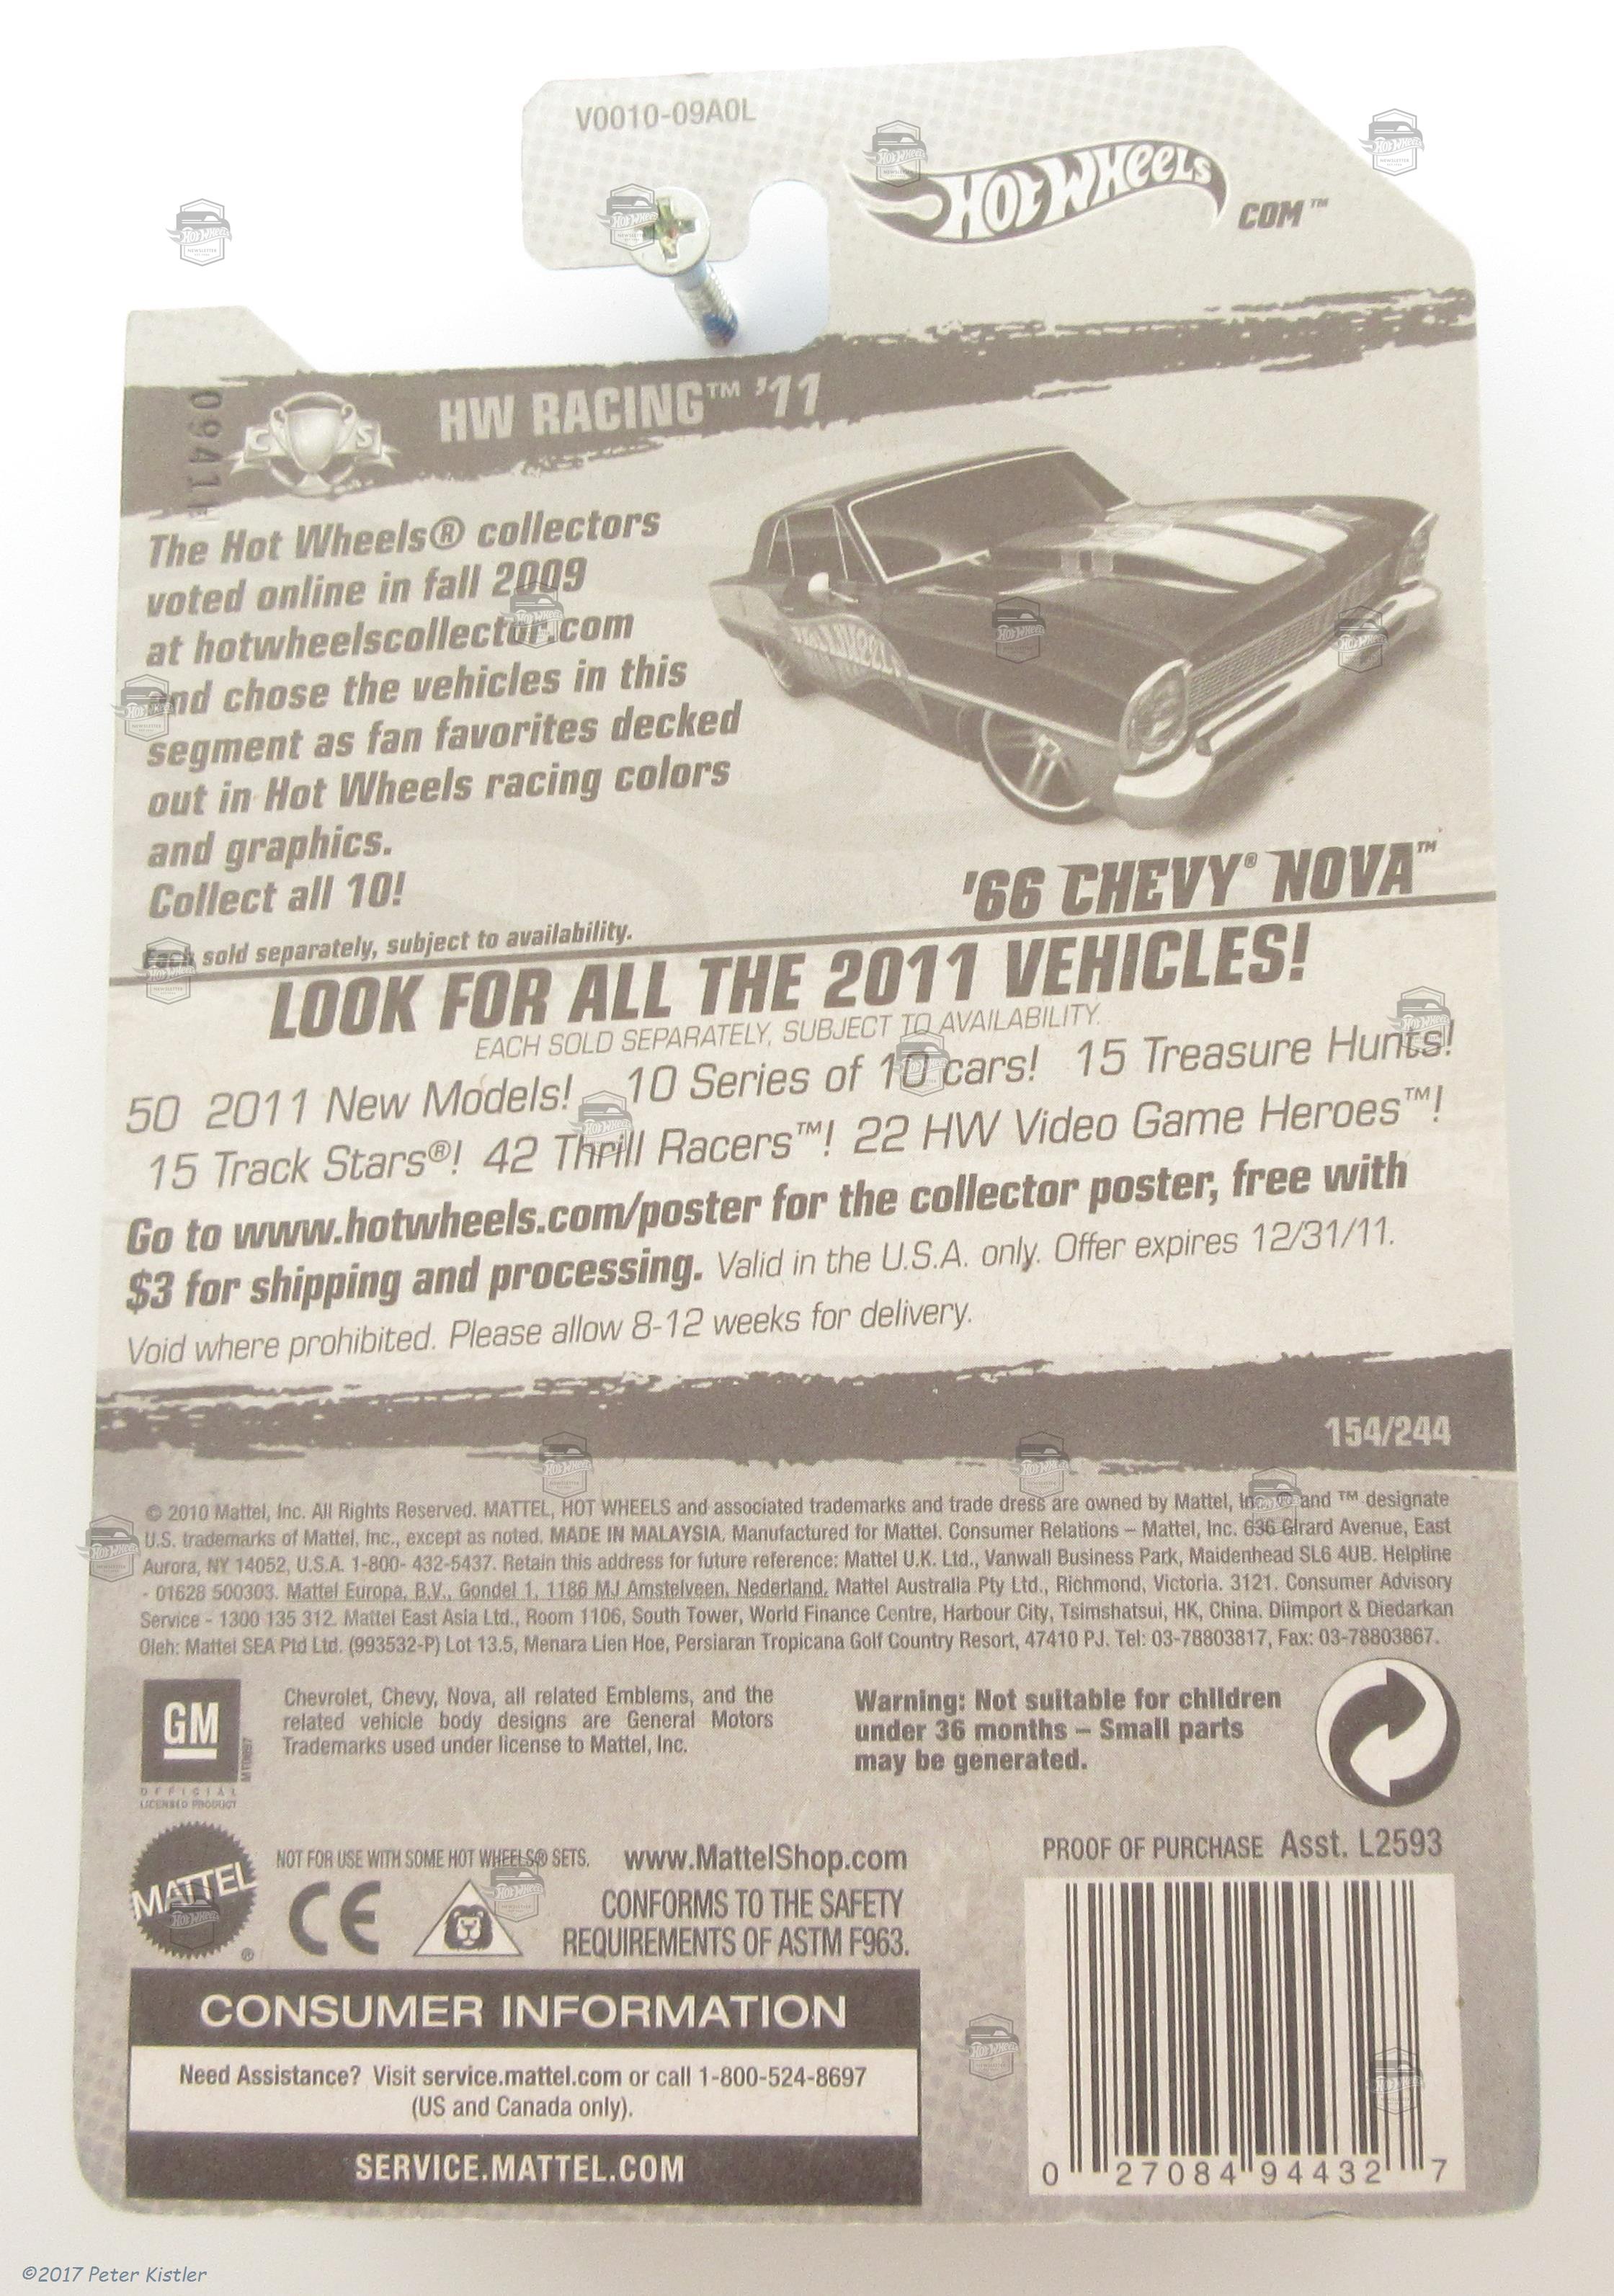 V0010-09A0L
HOT WHEELS
COM™
HW RACING™ '11
C S
The Hot Wheels® collectors
voted online in fall 2009
at hotwheelscollector.com
and chose the vehicles in this
segment as fan favorites decked
out in Hot Wheels racing colors
and graphics.
Collect all 10!
Each sold separately, subject to availability.
'66 CHEVY® NOVA™
LOOK FOR ALL THE 2011 VEHICLES!
EACH SOLD SEPARATELY, SUBJECT TO AVAILABILITY.
50 2011 New Models! 10 Series of 10 cars! 15 Treasure Hunts!
15 Track Stars®! 42 Thrill Racers™! 22 HW Video Game Heroes™!
Go to www.hotwheels.com/poster for the collector poster, free with
$3 for shipping and processing. Valid in the U.S.A. only. Offer expires 12/31/11.
Void where prohibited. Please allow 8-12 weeks for delivery.
154/244
© 2010 Mattel, Inc. All Rights Reserved. MATTEL, HOT WHEELS and associated trademarks and trade dress are owned by Mattel, Inc. ® and ™ designate
U.S. trademarks of Mattel, Inc., except as noted. MADE IN MALAYSIA. Manufactured for Mattel. Consumer Relations – Mattel, Inc. 636 Girard Avenue, East
Aurora, NY 14052, U.S.A. 1-800- 432-5437. Retain this address for future reference: Mattel U.K. Ltd., Vanwall Business Park, Maidenhead SL6 4UB. Helpline
- 01628 500303. Mattel Europa, B.V., Gondel 1, 1186 MJ Amstelveen, Nederland. Mattel Australia Pty Ltd., Richmond, Victoria. 3121. Consumer Advisory
Service - 1300 135 312. Mattel East Asia Ltd., Room 1106, South Tower, World Finance Centre, Harbour City, Tsimshatsui, HK, China. Diimport & Diedarkan
Oleh: Mattel SEA Ptd Ltd. (993532-P) Lot 13.5, Menara Lien Hoe, Persiaran Tropicana Golf Country Resort, 47410 PJ. Tel: 03-78803817, Fax: 03-78803867.
GM
OFFICIAL
LICENSED PRODUCT
Chevrolet, Chevy, Nova, all related Emblems, and the
related vehicle body designs are General Motors
Trademarks used under license to Mattel, Inc.
Warning: Not suitable for children
under 36 months – Small parts
may be generated.
MATTEL
®
NOT FOR USE WITH SOME HOT WHEELS® SETS.
www.MattelShop.com
CE
CONFORMS TO THE SAFETY
REQUIREMENTS OF ASTM F963.
PROOF OF PURCHASE Asst. L2593
0 27084 94432 7
CONSUMER INFORMATION
Need Assistance? Visit service.mattel.com or call 1-800-524-8697
(US and Canada only).
SERVICE.MATTEL.COM
©2017 Peter Kistler